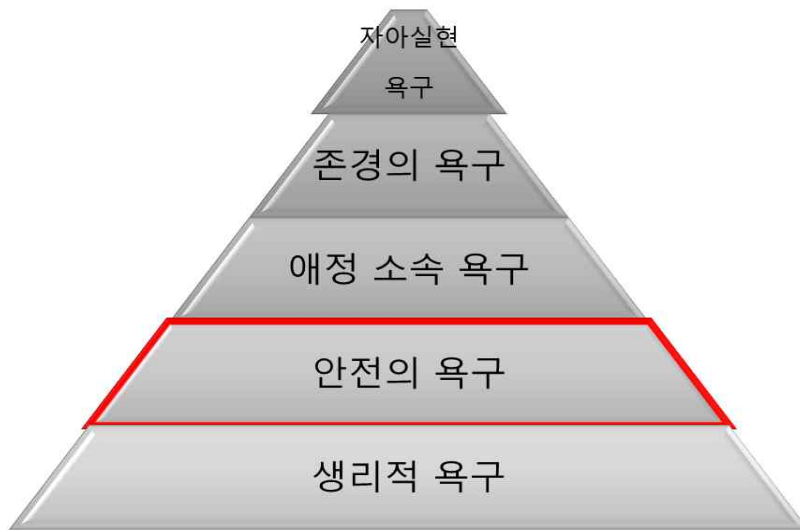 자아실현
욕구
존경의 욕구
애정 소속 욕구
안전의 욕구
생리적 욕구